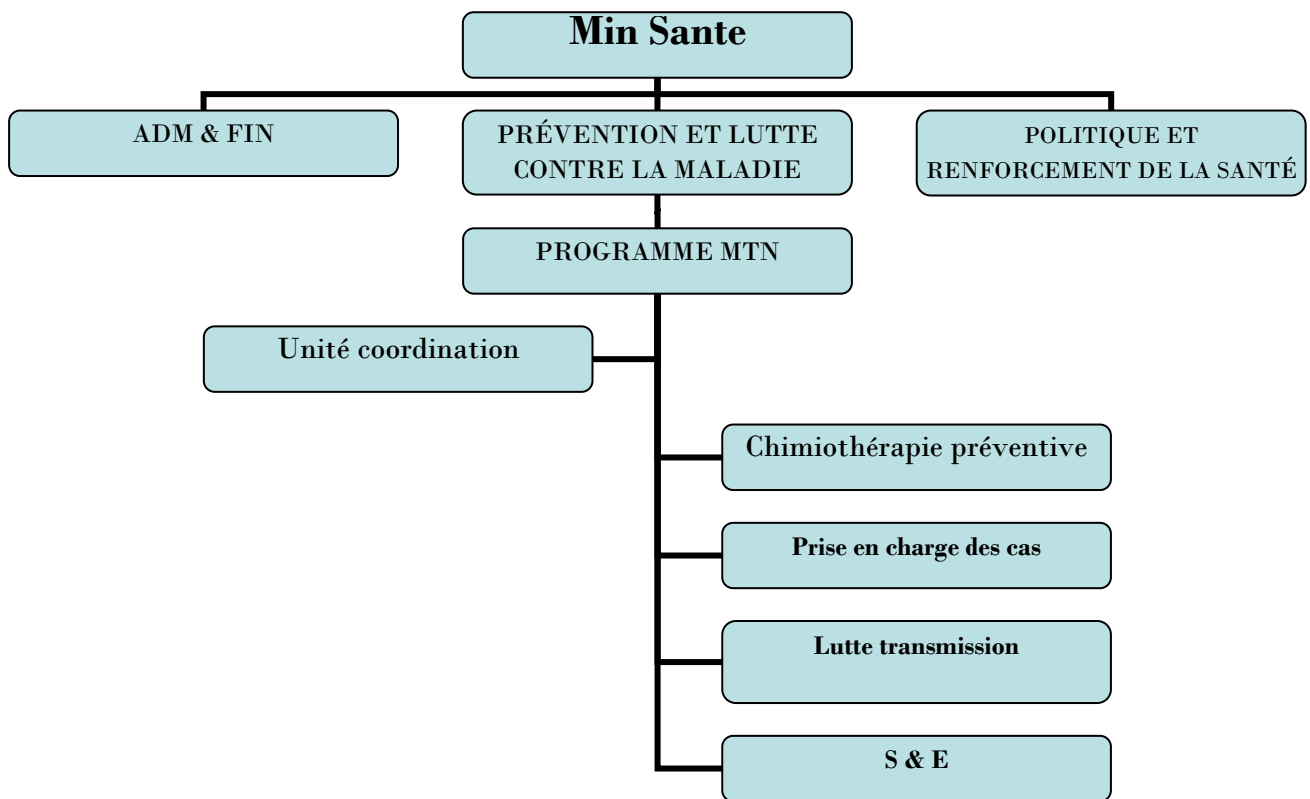 Min Sante
ADM & FIN
PRÉVENTION ET LUTTE
CONTRE LA MALADIE
POLITIQUE ET
RENFORCEMENT DE LA SANTÉ
PROGRAMME MTN
Unité coordination
Chimiothérapie préventive
Prise en charge des cas
Lutte transmission
S & E